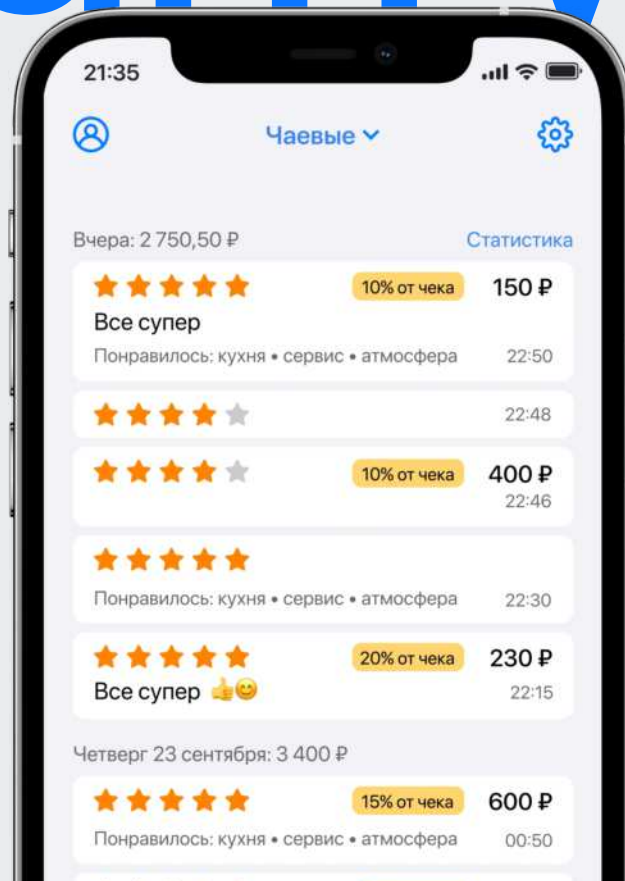 21:35
Чаевые
Вчера: 2 750,50 ₽ Статистика
10% от чека 150 ₽
Все супер
Понравилось: кухня • сервис • атмосфера 22:50
22:48
10% от чека 400 ₽
22:46
Понравилось: кухня • сервис • атмосфера 22:30
20% от чека 230 ₽
Все супер 👍😊 22:15
Четверг 23 сентября: 3 400 ₽
15% от чека 600 ₽
Понравилось: кухня • сервис • атмосфера 00:50